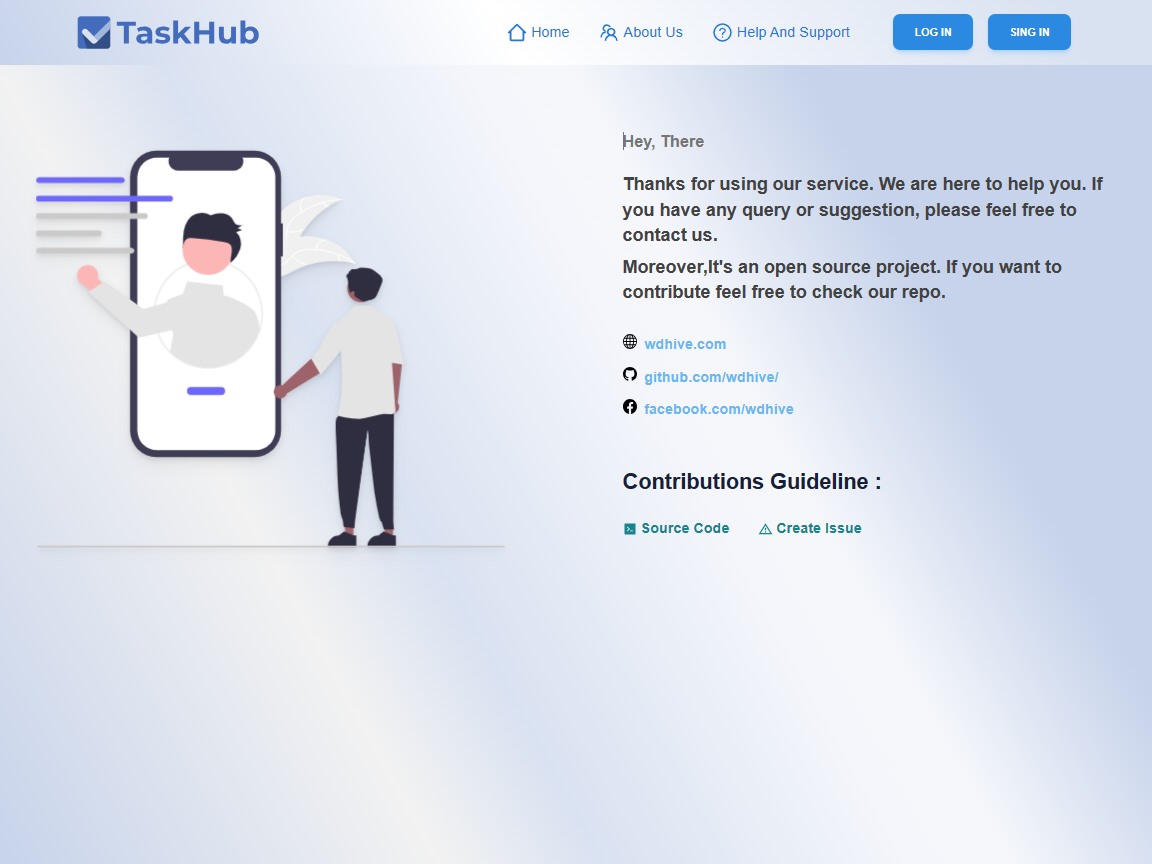 TaskHub
Home
About Us
Help And Support
LOG IN
SING IN
Hey, There
Thanks for using our service. We are here to help you. If
you have any query or suggestion, please feel free to
contact us.
Moreover,It's an open source project. If you want to
contribute feel free to check our repo.
wdhive.com
github.com/wdhive/
facebook.com/wdhive
Contributions Guideline :
Source Code
Create Issue